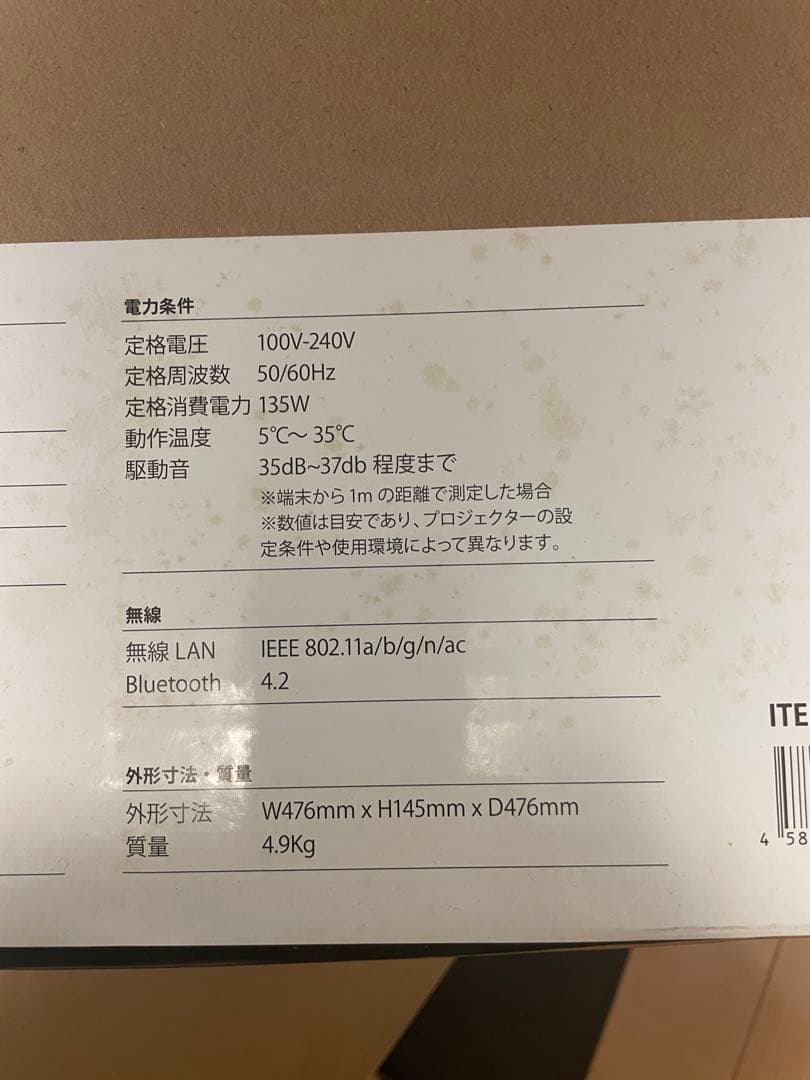 電力条件
定格電圧 100V-240V
定格周波数 50/60Hz
定格消費電力 135W
動作温度 5℃～35℃
駆動音 35dB~37db 程度まで
※端末から1mの距離で測定した場合
※数値は目安であり、プロジェクターの設
定条件や使用環境によって異なります。
無線
無線 LAN IEEE 802.11a/b/g/n/ac
Bluetooth 4.2
外形寸法・質量
外形寸法 W476mm x H145mm x D476mm
質量 4.9Kg
ITE
4 58